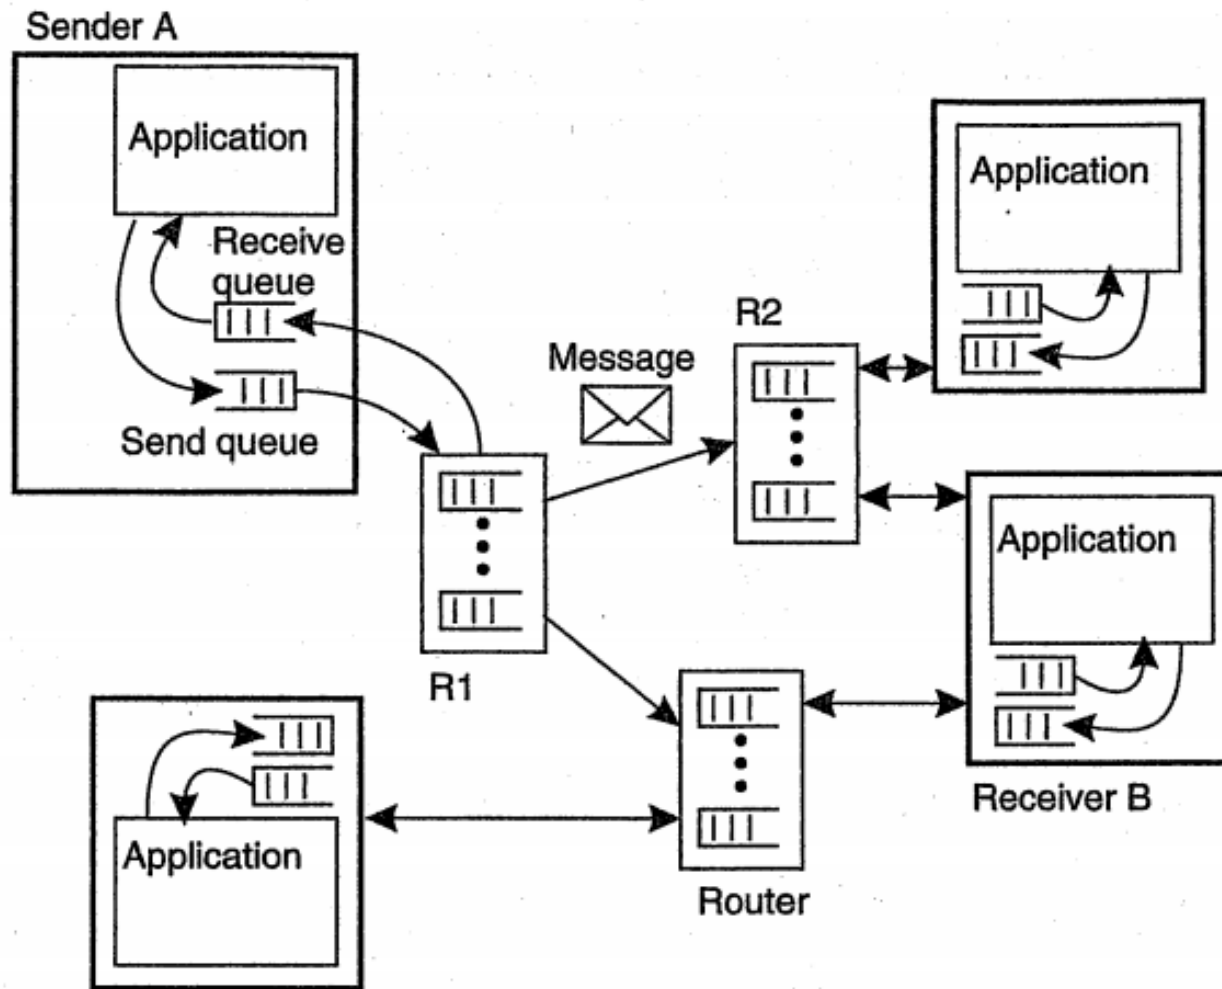 Sender A
Application
Receive
queue
Send queue
Message
R2
Application
R1
Application
Receiver B
Application
Router